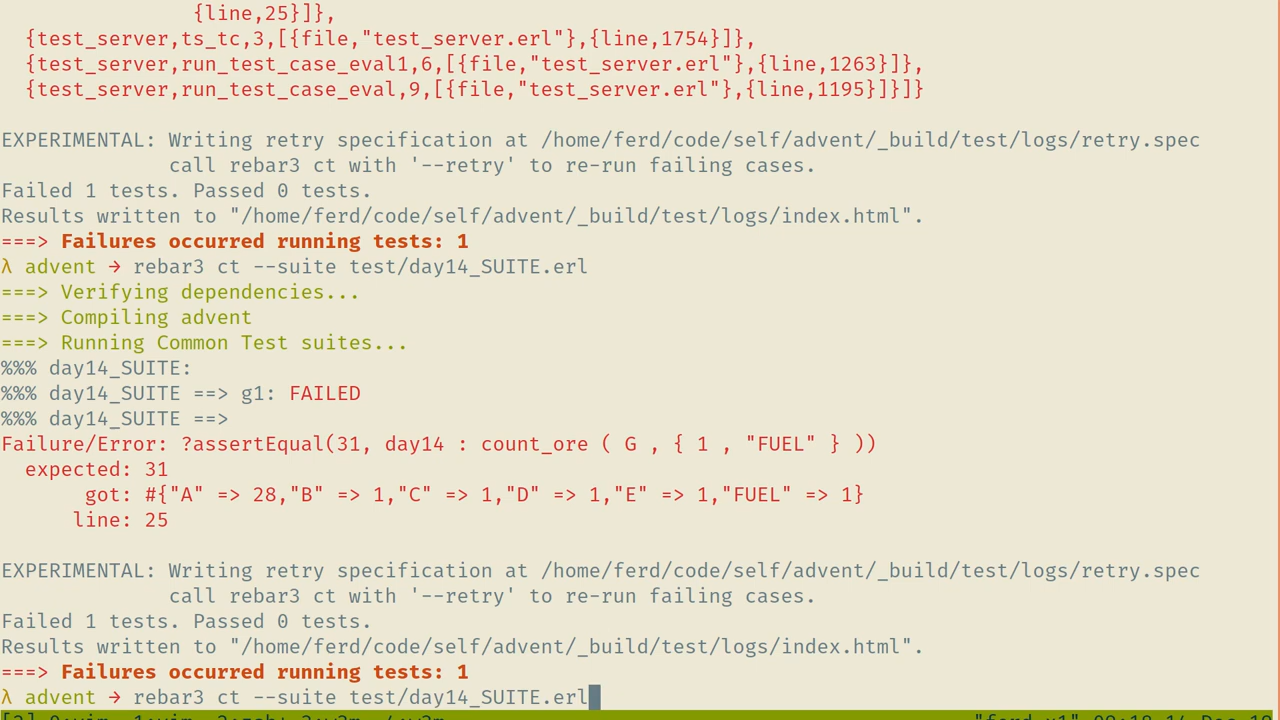 {line,25}]},
{test_server,ts_tc,3,[{file,"test_server.erl"},{line,1754}]},
{test_server,run_test_case_eval1,6,[{file,"test_server.erl"},{line,1263}]},
{test_server,run_test_case_eval,9,[{file,"test_server.erl"},{line,1195}]}]}
EXPERIMENTAL: Writing retry specification at /home/ferd/code/self/advent/_build/test/logs/retry.spec
call rebar3 ct with '--retry' to re-run failing cases.
Failed 1 tests. Passed 0 tests.
Results written to "/home/ferd/code/self/advent/_build/test/logs/index.html".
===> Failures occurred running tests: 1
λ advent → rebar3 ct --suite test/day14_SUITE.erl
===> Verifying dependencies...
===> Compiling advent
===> Running Common Test suites...
%%% day14_SUITE:
%%% day14_SUITE ==> g1: FAILED
%%% day14_SUITE ==>
Failure/Error: ?assertEqual(31, day14 : count_ore ( G , { 1 , "FUEL" } ))
expected: 31
got: #{"A" => 28,"B" => 1,"C" => 1,"D" => 1,"E" => 1,"FUEL" => 1}
line: 25
EXPERIMENTAL: Writing retry specification at /home/ferd/code/self/advent/_build/test/logs/retry.spec
call rebar3 ct with '--retry' to re-run failing cases.
Failed 1 tests. Passed 0 tests.
Results written to "/home/ferd/code/self/advent/_build/test/logs/index.html".
===> Failures occurred running tests: 1
λ advent → rebar3 ct --suite test/day14_SUITE.erl